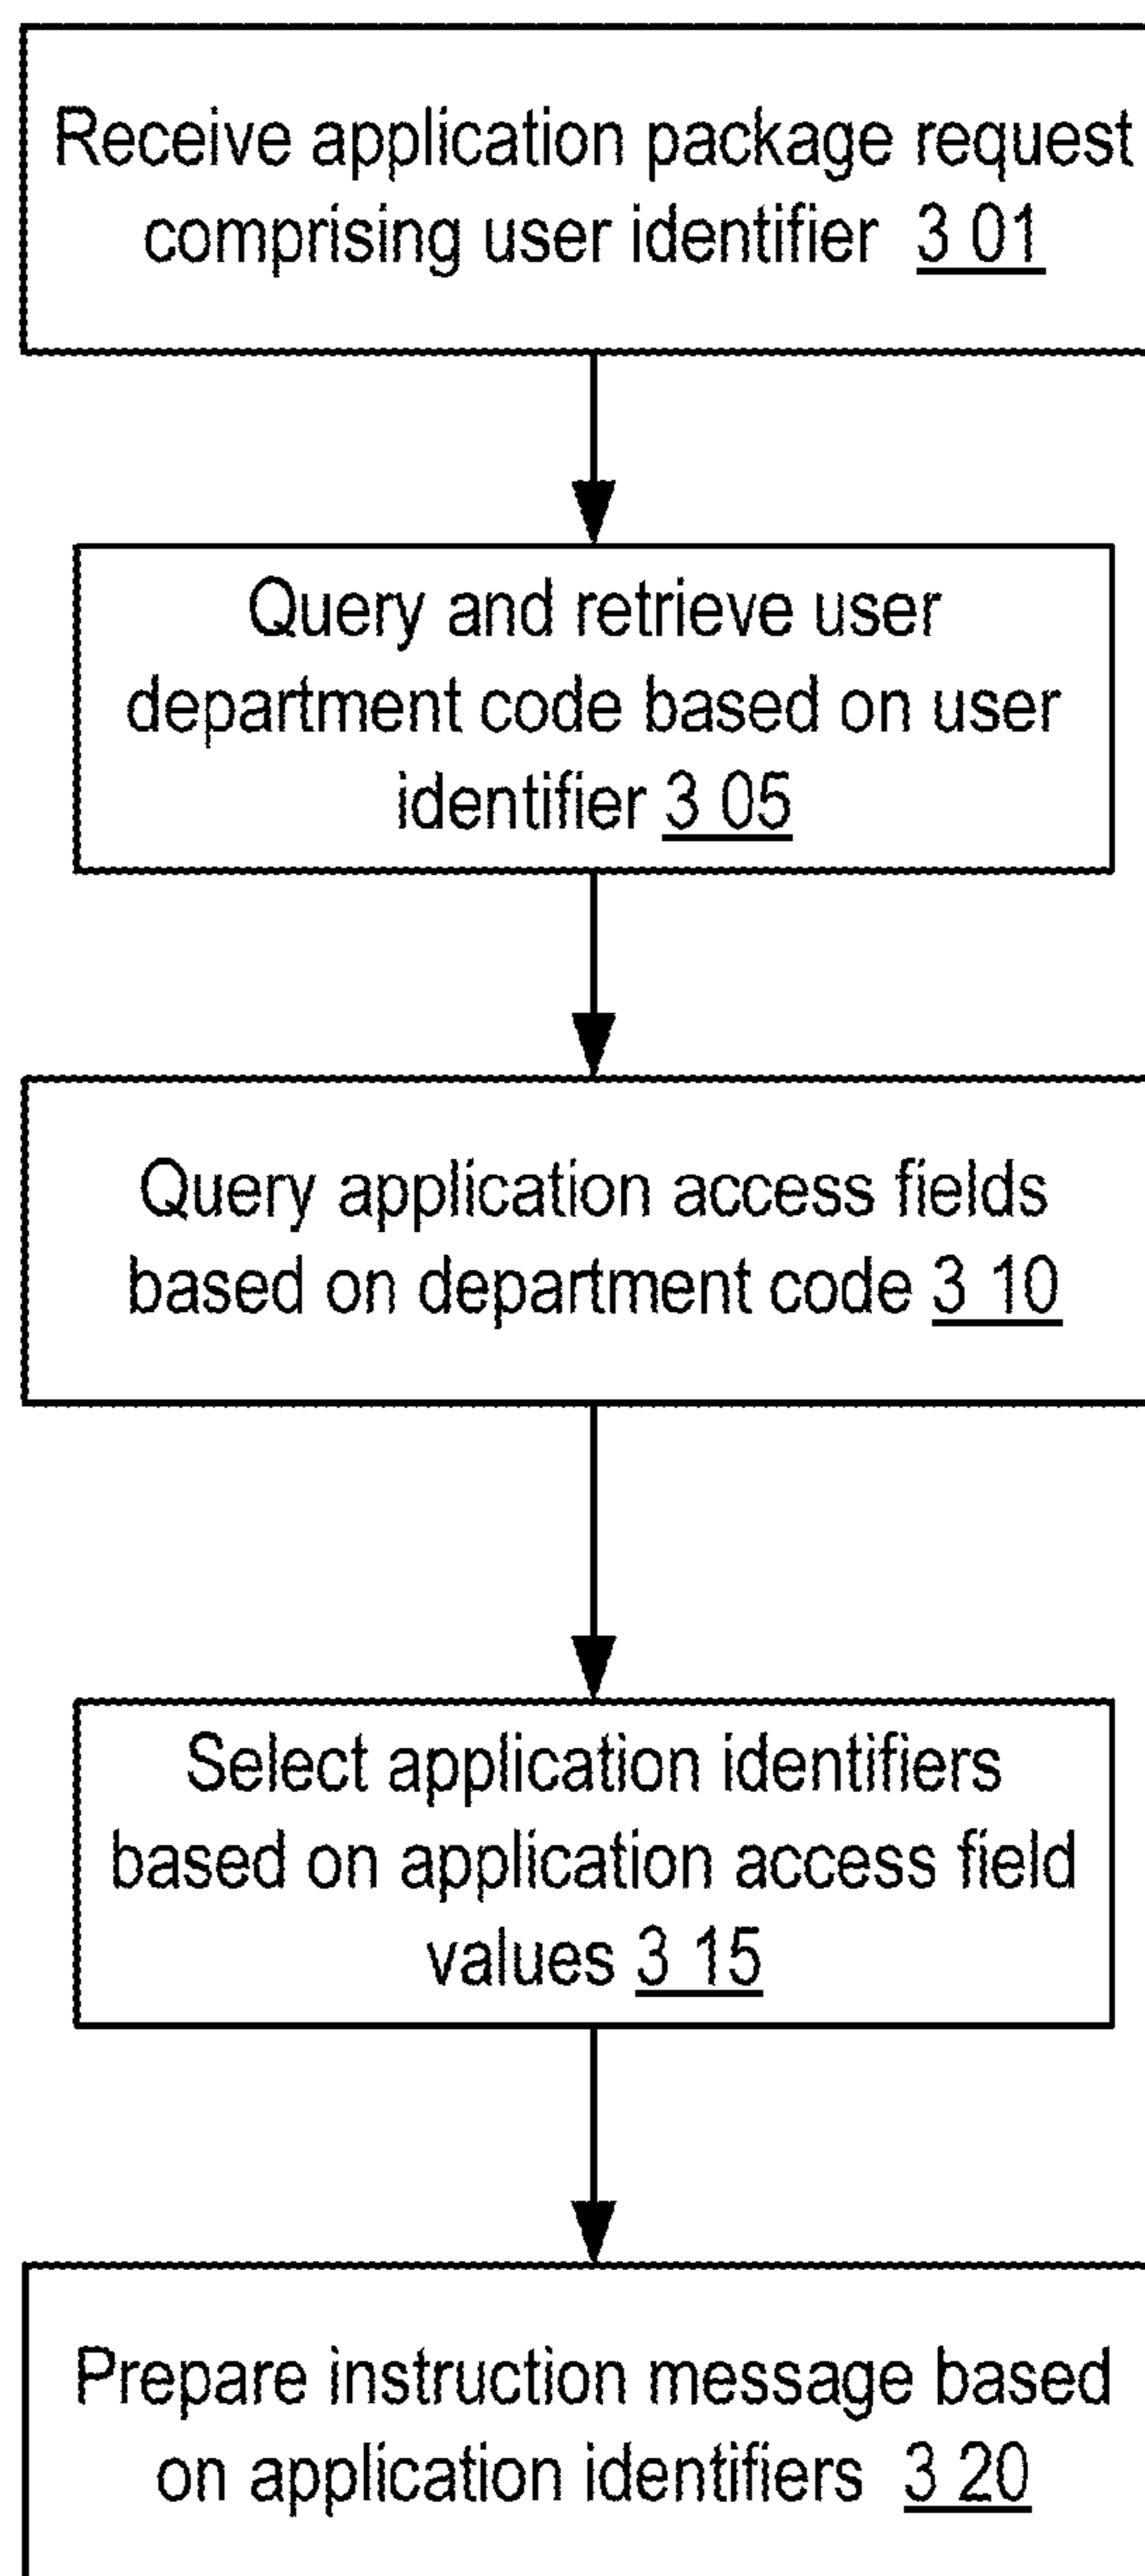 Receive application package request
comprising user identifier 3 01
Query and retrieve user
department code based on user
identifier 3 05
Query application access fields
based on department code 3 10
Select application identifiers
based on application access field
values 3 15
Prepare instruction message based
on application identifiers 3 20